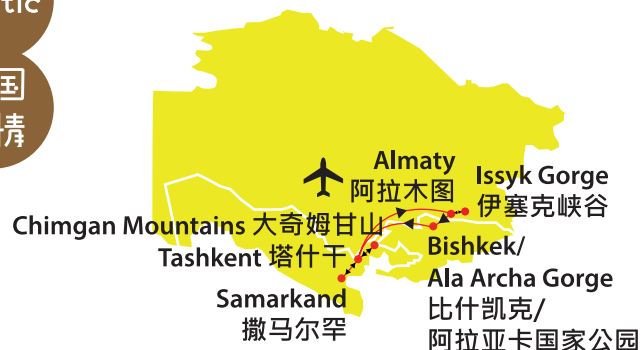 tic
国
情
Almaty
阿拉木图
Issyk Gorge
伊塞克峡谷
Chimgan Mountains 大奇姆甘山
Tashkent 塔什干
Samarkand
撒马尔罕
Bishkek/
Ala Archa Gorge
比什凯克/
阿拉亚卡国家公园